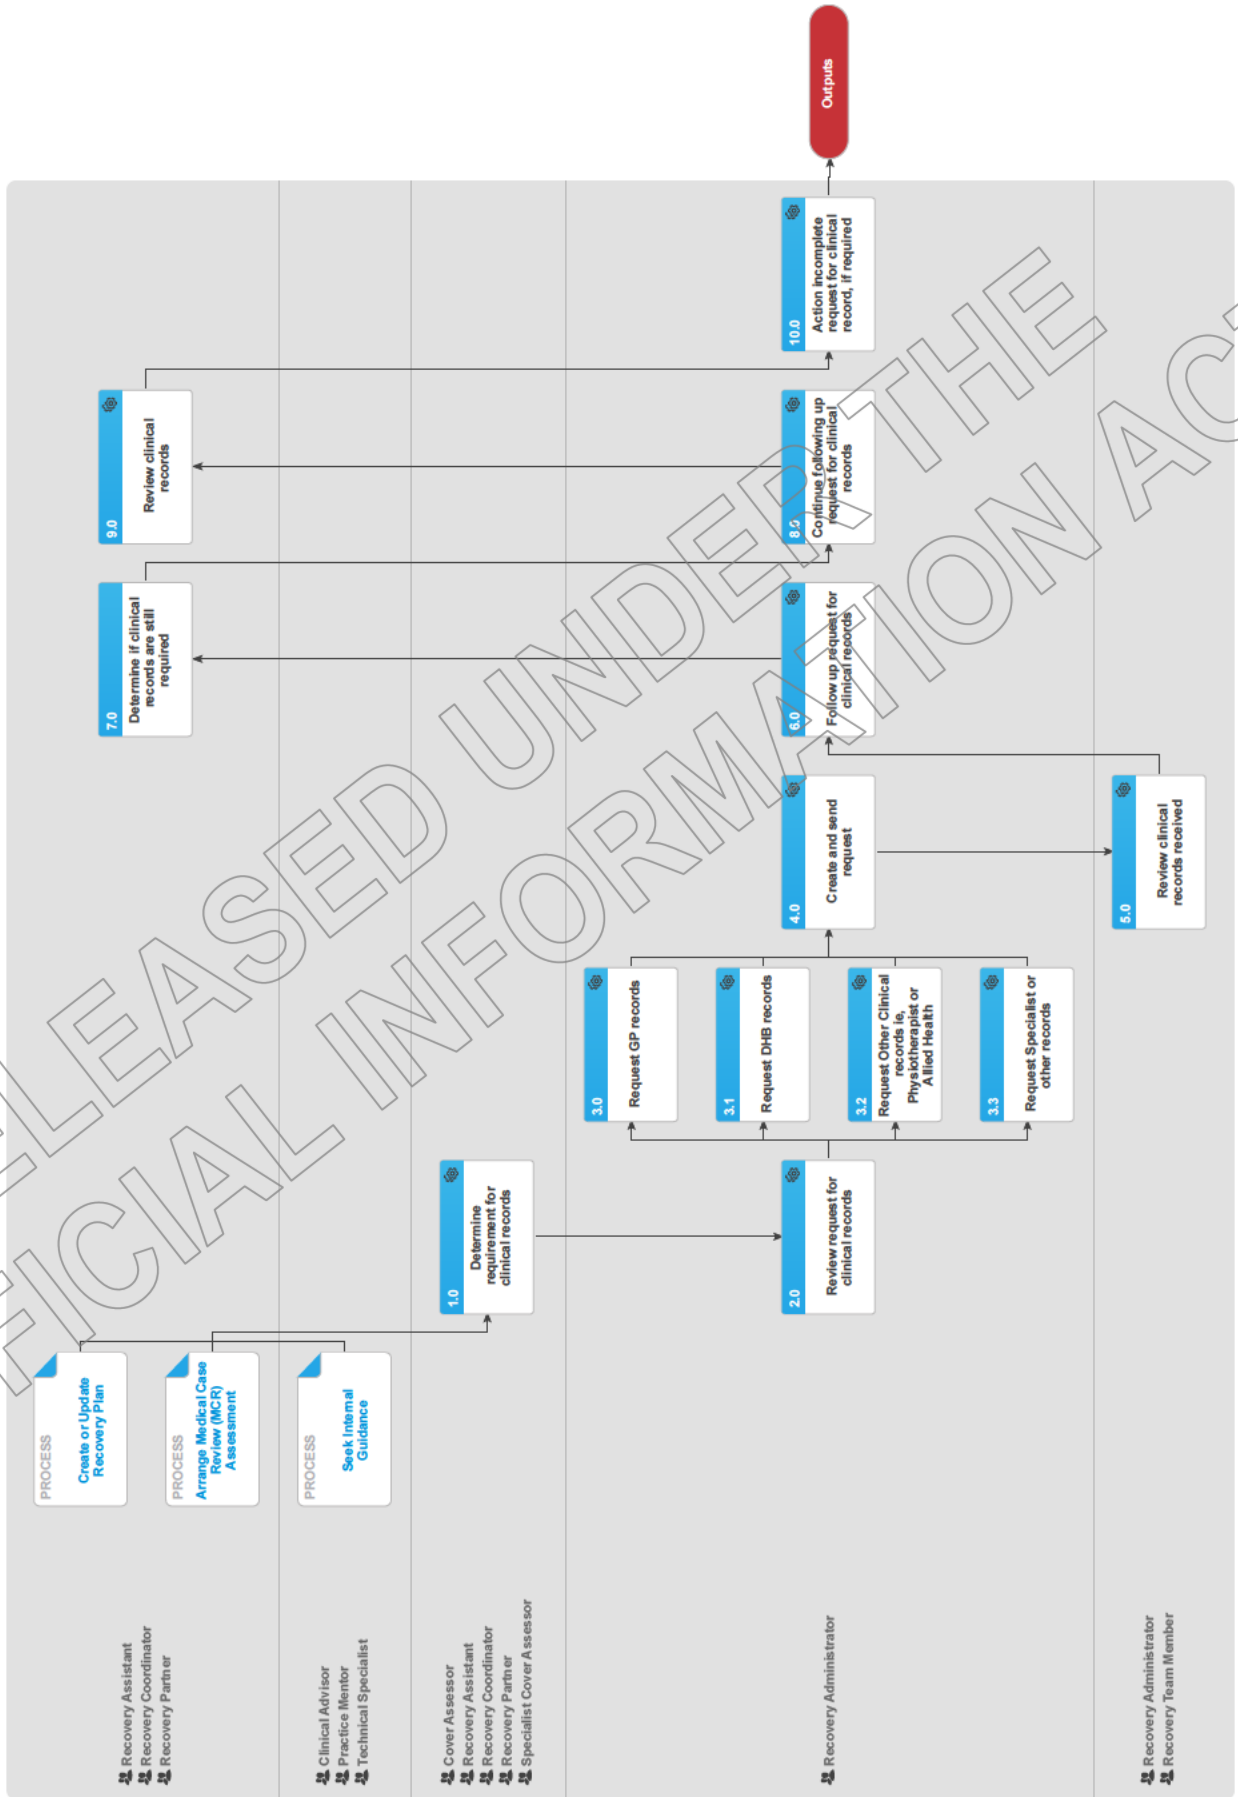 Recovery Assistant
Recovery Coordinator
Recovery Partner
PROCESS
Create or Update
Recovery Plan
PROCESS
Arrange Medical Case
Review (MCR)
Assessment
7.0
Determine if clinical
records are still
required
9.0
Review clinical
records
Clinical Advisor
Practice Mentor
Technical Specialist
PROCESS
Seek Internal
Guidance
Cover Assessor
Recovery Assistant
Recovery Coordinator
Recovery Partner
Specialist Cover Assessor
1.0
Determine
requirement for
clinical records
Recovery Administrator
2.0
Review request for
clinical records
3.0
Request GP records
3.1
Request DHB records
3.2
Request Other Clinical
records ie,
Physiotherapist or
Allied Health
3.3
Request Specialist or
other records
4.0
Create and send
request
6.0
Follow up request for
clinical records
8.0
Continue following up
request for clinical
records
10.0
Action incomplete
request for clinical
record, if required
Outputs
Recovery Administrator
Recovery Team Member
5.0
Review clinical
records received
LEASED UNDER THE
FICIAL INFORMATION AC